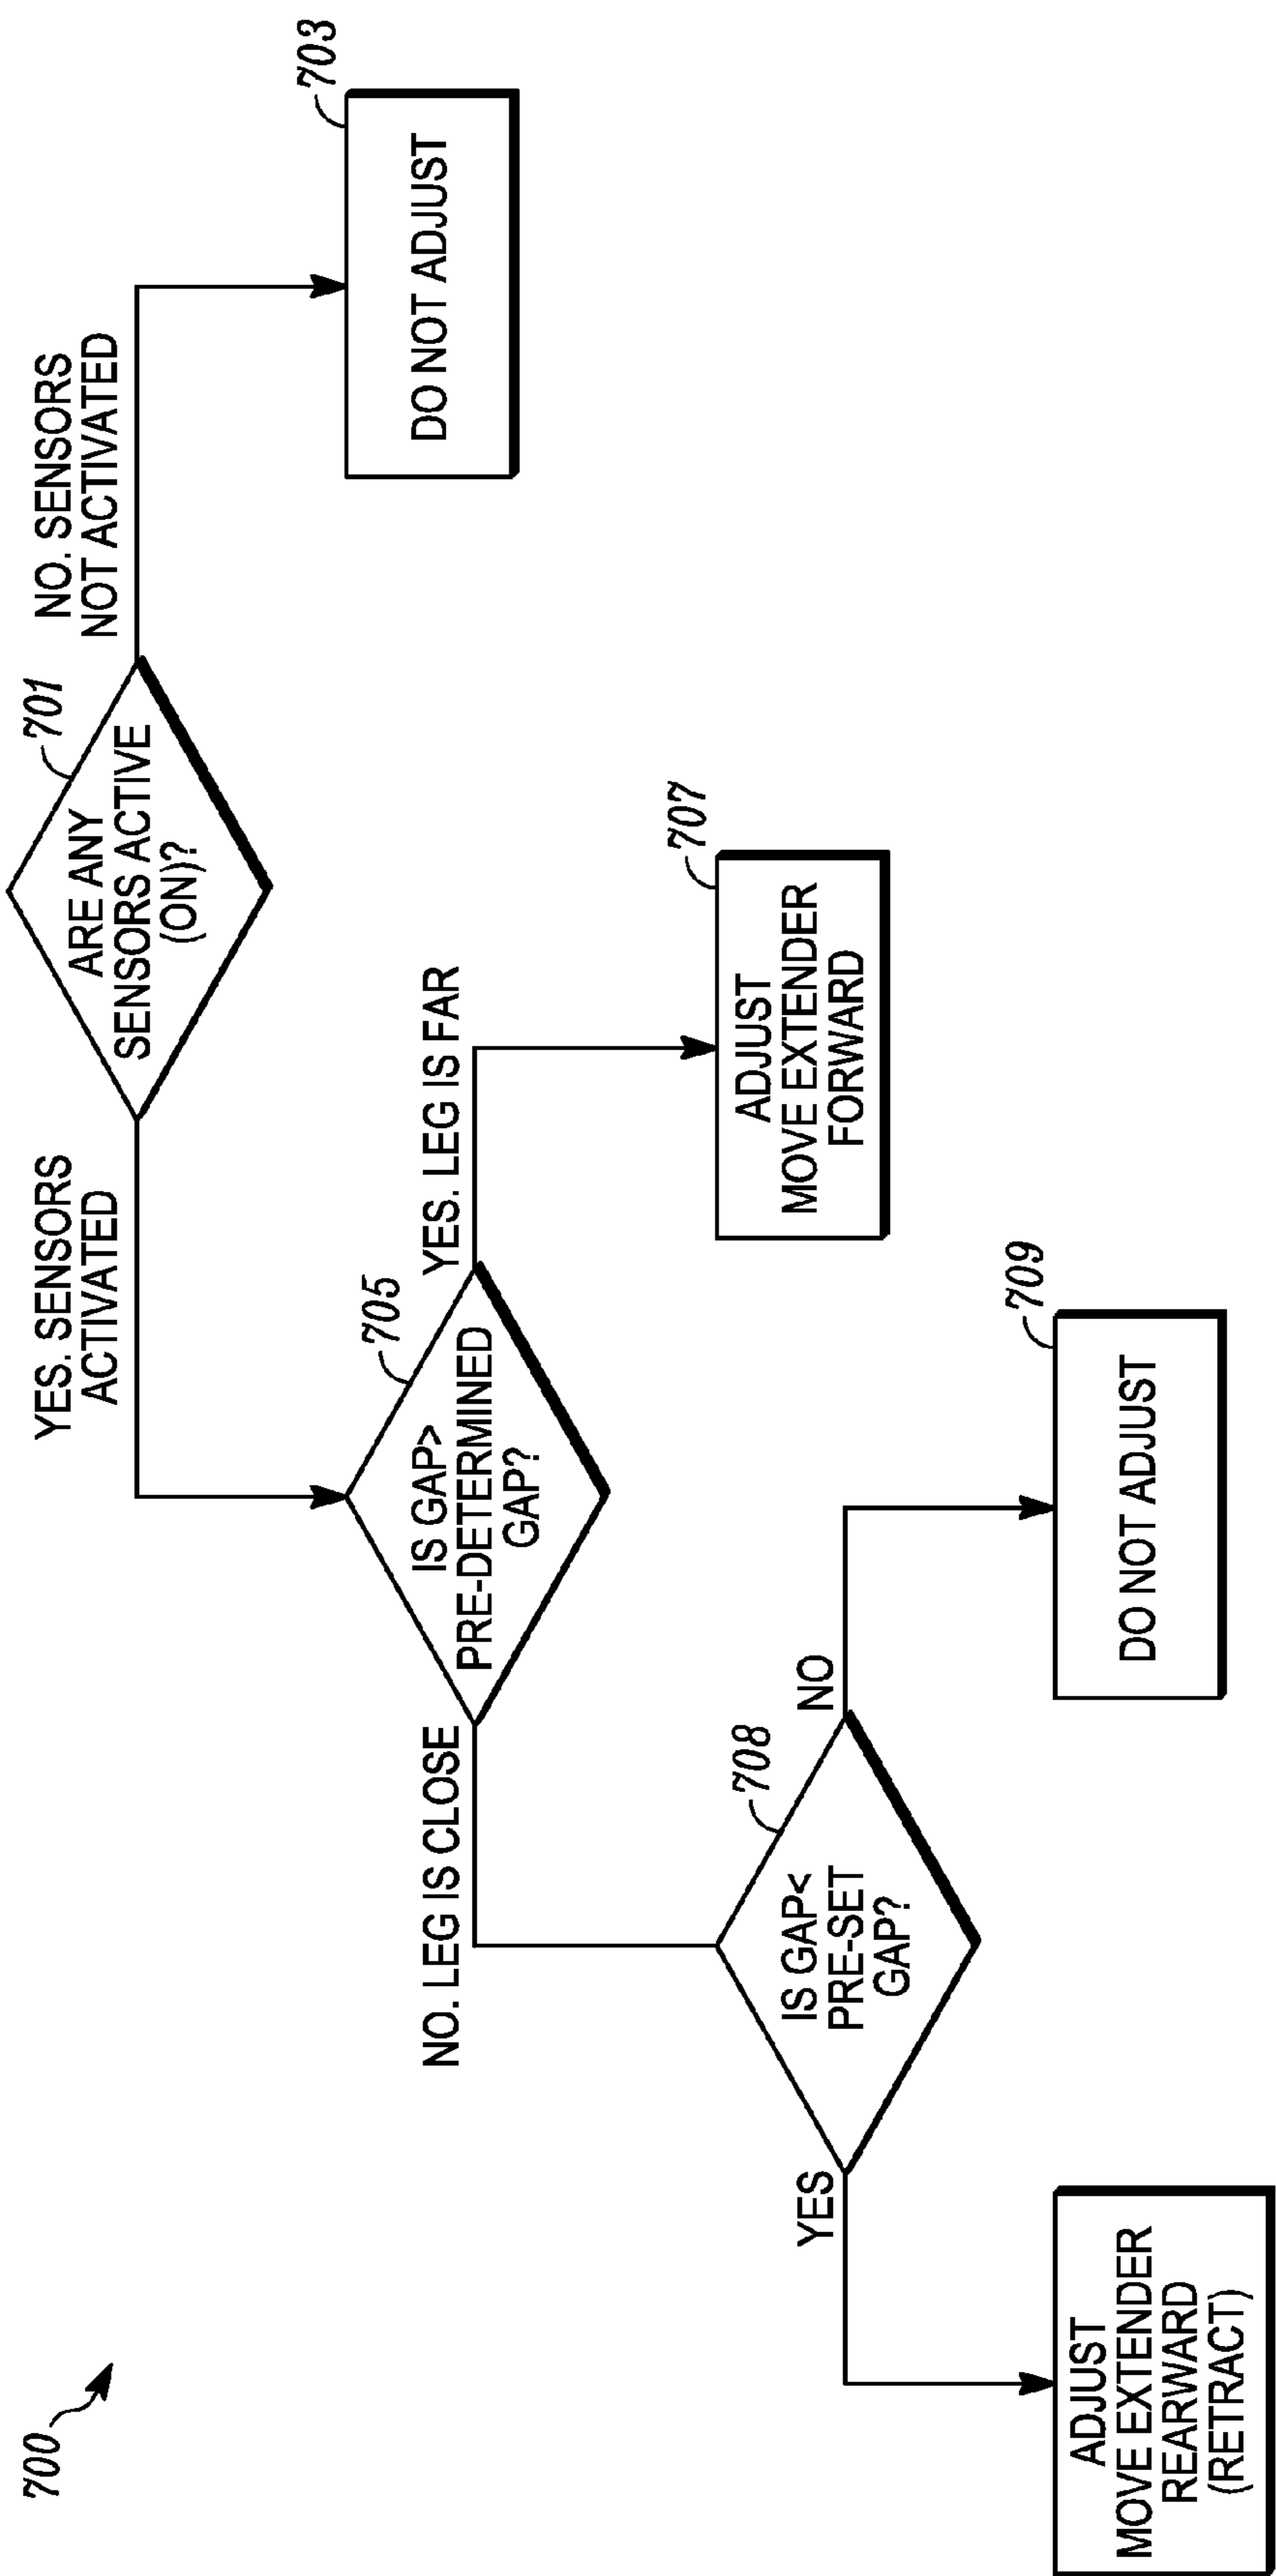 700
701
ARE ANY
SENSORS ACTIVE
(ON)?
YES. SENSORS
ACTIVATED
NO. SENSORS
NOT ACTIVATED
703
DO NOT ADJUST
705
IS GAP>
PRE-DETERMINED
GAP?
NO. LEG IS CLOSE
YES. LEG IS FAR
707
ADJUST
MOVE EXTENDER
FORWARD
708
IS GAP<
PRE-SET
GAP?
YES
NO
709
DO NOT ADJUST
ADJUST
MOVE EXTENDER
REARWARD
(RETRACT)